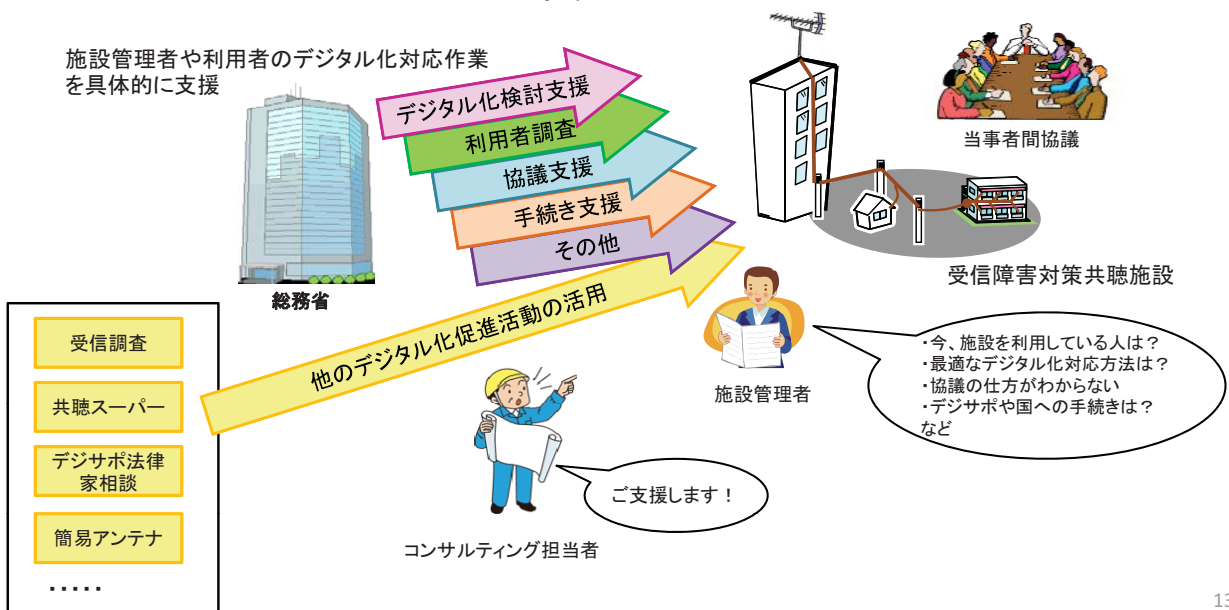 施設管理者や利用者のデジタル化対応作業
を具体的に支援
デジタル化検討支援
利用者調査
協議支援
手続き支援
その他
他のデジタル化促進活動の活用
総務省
当事者間協議
受信障害対策共聴施設
施設管理者
・今、施設を利用している人は？
・最適なデジタル化対応方法は？
・協議の仕方がわからない
・デジサポや国への手続きは？
など
受信調査
共聴スーパー
デジサポ法律
家相談
簡易アンテナ
・・・・・
ご支援します！
コンサルティング担当者